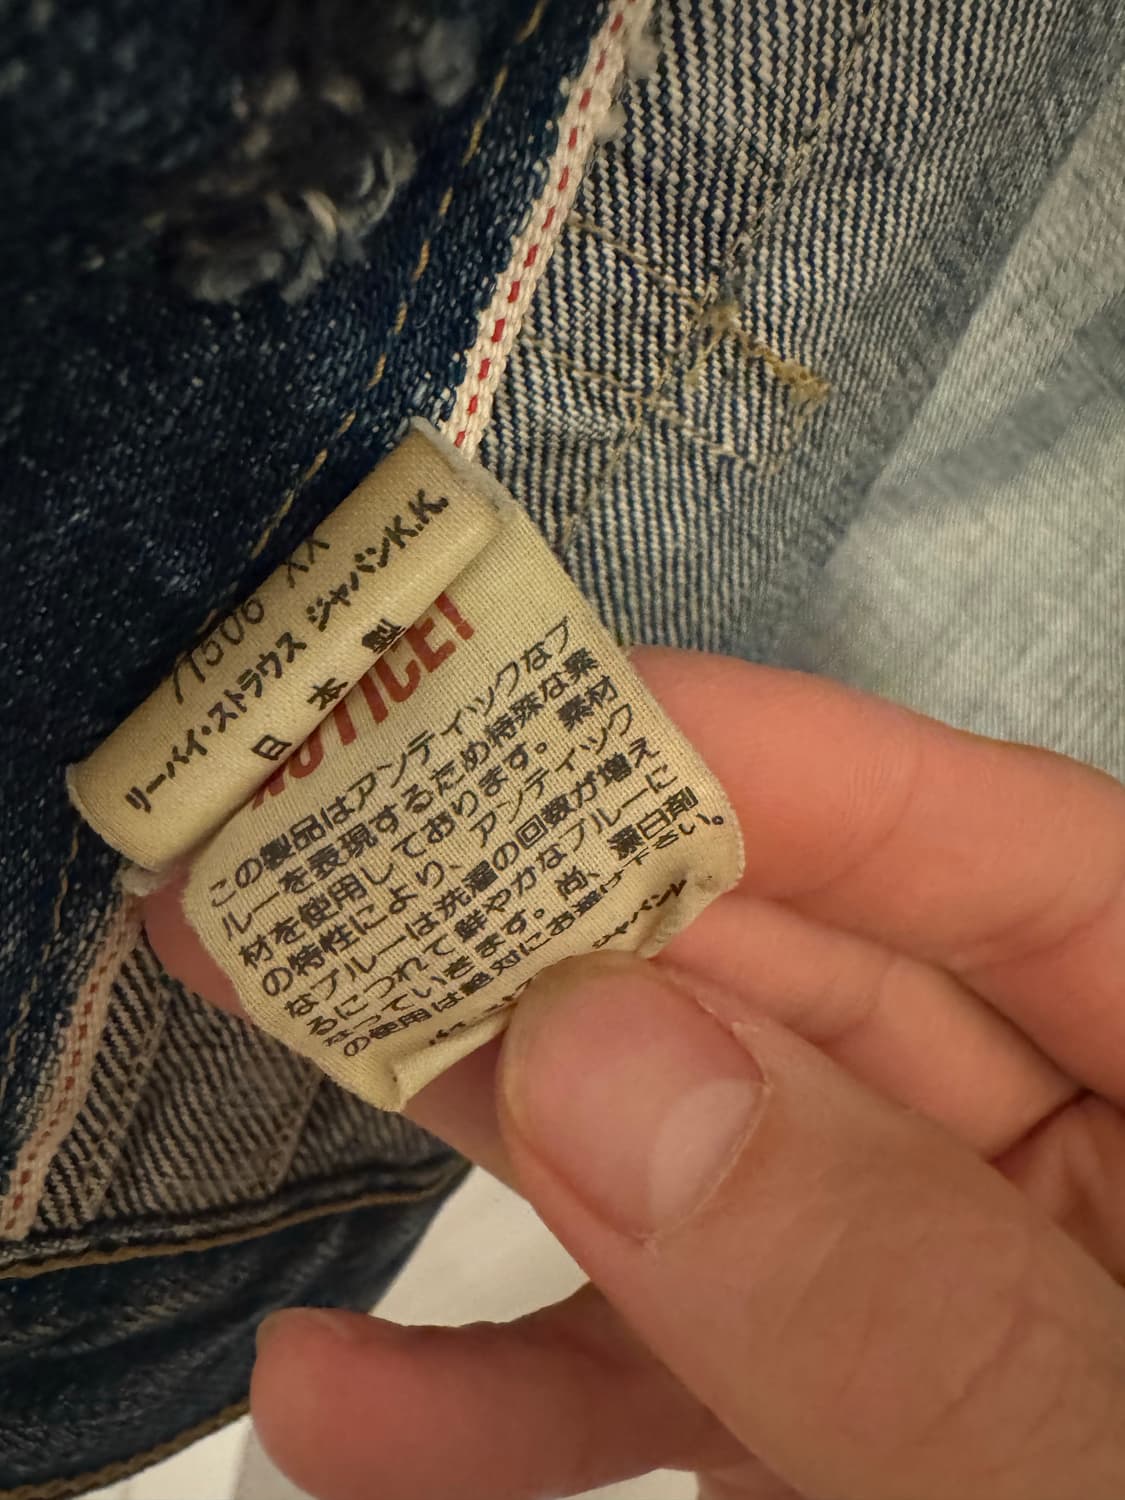 71506 XX
リーバイ・ストラウス ジャパンK.K.
日本製
NOTICE!
この製品はアンティックなブ
ルーを表現するため特殊な素
材を使用しております。素材
の特性により、アンティック
なブルーは洗濯の回数が増え
るにつれて鮮やかなブルーに
なっていきます。尚、漂白剤
の使用は絶対にお避け下さい。